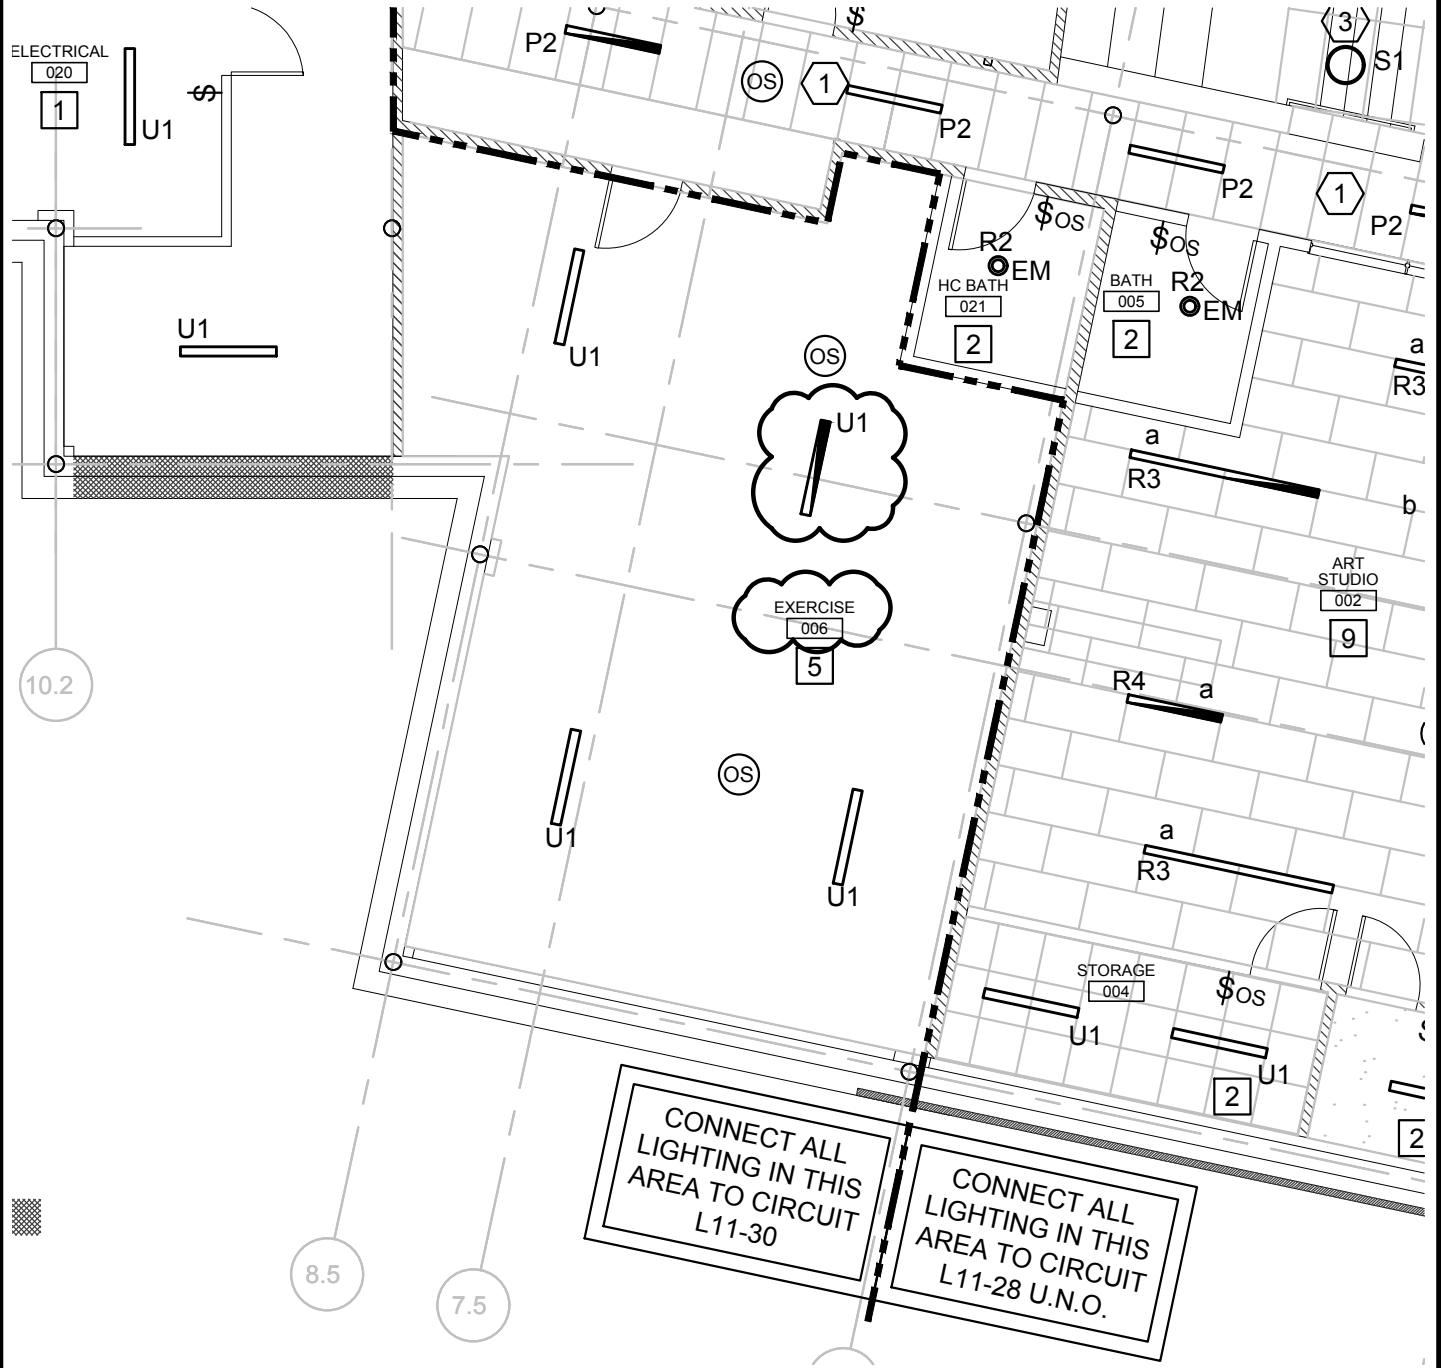 ELECTRICAL
020
1
U1
$
P2
$
OS
1
P2
3
S1
P2
1
P2
U1
U1
OS
$OS
R2
EM
HC BATH
021
2
$OS
BATH
005
R2
EM
2
a
R3
U1
a
R3
b
EXERCISE
006
5
ART
STUDIO
002
9
R4
a
10.2
OS
U1
U1
a
R3
STORAGE
004
$OS
U1
U1
2
2
CONNECT ALL
LIGHTING IN THIS
AREA TO CIRCUIT
L11-30
CONNECT ALL
LIGHTING IN THIS
AREA TO CIRCUIT
L11-28 U.N.O.
8.5
7.5